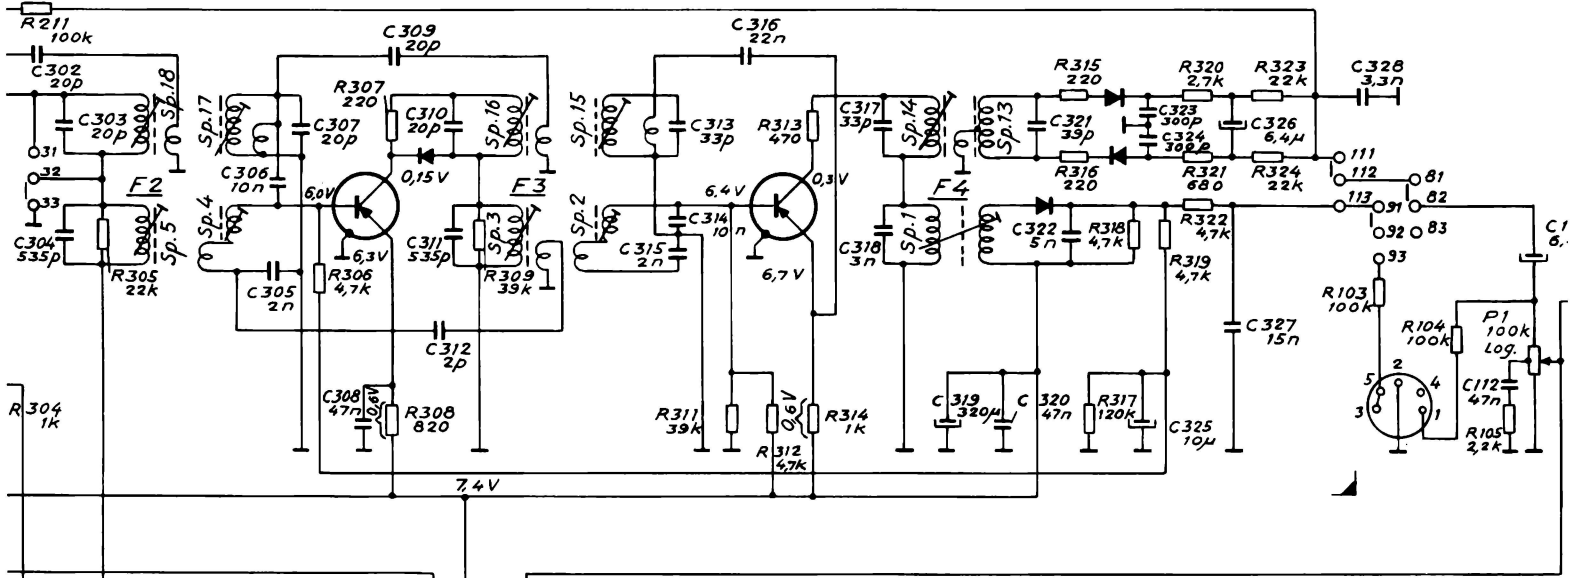 R211
100k
C302
20p
Sp.18
C303
20p
31
32
33
F2
C304
535p
R305
22k
Sp.5
Sp.17
C307
20p
C306
10n
Sp.4
C305
2n
R306
4,7k
C309
20p
R307
220
C310
20p
Sp.16
0,15V
6,0V
6,3V
F3
C311
535p
Sp.3
R309
39k
C312
2p
C308
47n
0,6V
R308
820
R304
1k
7,4V
C316
22n
Sp.15
C313
33p
Sp.2
C314
10n
C315
2n
6,4V
R313
470
0,3V
6,7V
R311
39k
R312
4,7k
0,6V
R314
1k
C317
33p
Sp.14
Sp.13
F4
C318
3n
Sp.1
C321
39p
R315
220
R316
220
C323
300p
C324
300p
R320
2,7k
R321
680
C326
6,4µ
R323
22k
R324
22k
C328
3,3n
C322
5n
R318
4,7k
R319
4,7k
R322
4,7k
C319
320µ
C320
47n
R317
120k
C325
10µ
C327
15n
111
112
113
81
82
83
91
92
93
R103
100k
R104
100k
P1
100k
Log.
C112
47n
R105
2,2k
C1
6,
5
2
4
3
1